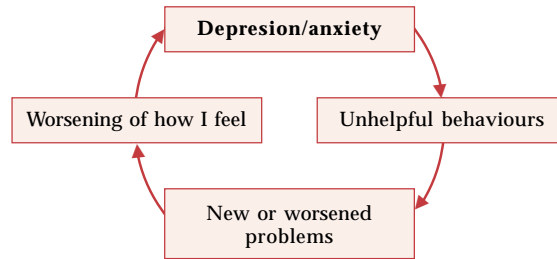 Depresion/anxiety
Worsening of how I feel
Unhelpful behaviours
New or worsened
problems